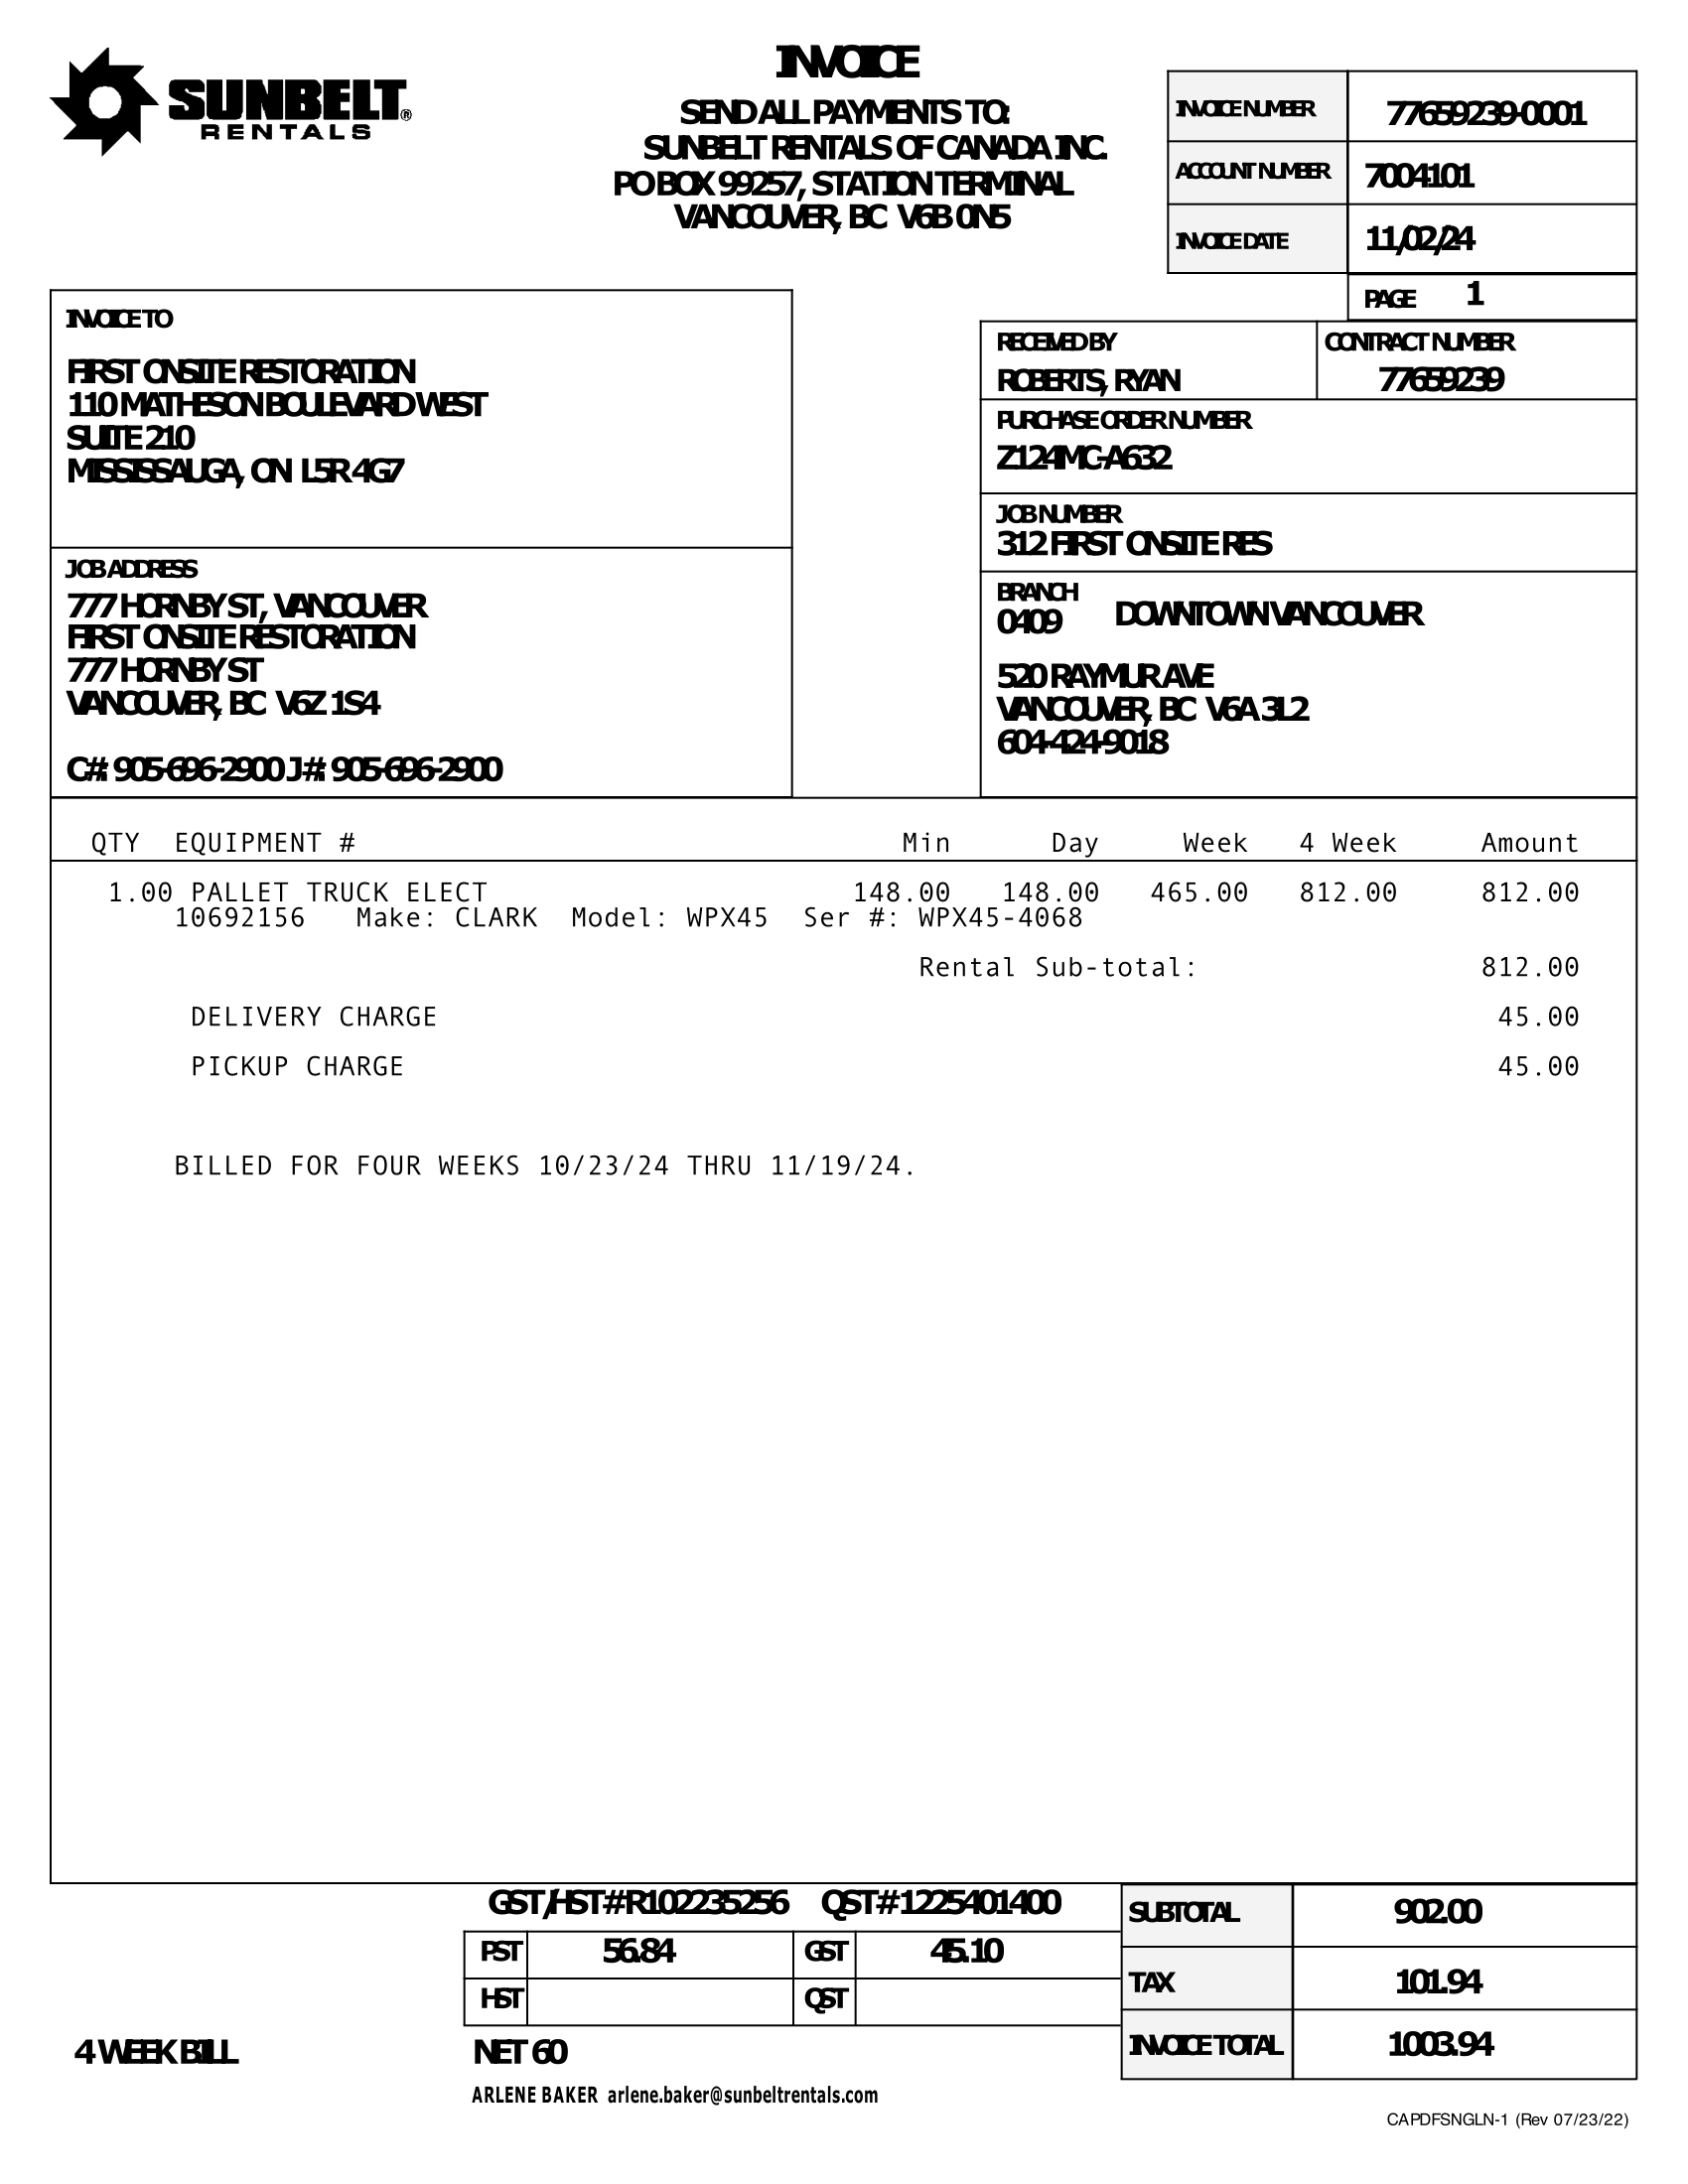 SUNBELT®
RENTALS
INVOICE
SEND ALL PAYMENTS TO:
SUNBELT RENTALS OF CANADA INC.
PO BOX 99257, STATION TERMINAL
VANCOUVER, BC V6B 0N5
INVOICE NUMBER 77659239-0001
ACCOUNT NUMBER 7004101
INVOICE DATE 11/02/24
PAGE 1
INVOICE TO
FIRST ONSITE RESTORATION
110 MATHESON BOULEVARD WEST
SUITE 210
MISSISSAUGA, ON L5R 4G7
RECEIVED BY CONTRACT NUMBER
ROBERTS, RYAN 77659239
PURCHASE ORDER NUMBER
Z124MC-A632
JOB NUMBER
312 FIRST ONSITE RES
JOB ADDRESS
777 HORNBY ST, VANCOUVER
FIRST ONSITE RESTORATION
777 HORNBY ST
VANCOUVER, BC V6Z 1S4
C#: 905-696-2900 J#: 905-696-2900
BRANCH
0409 DOWNTOWN VANCOUVER
520 RAYMUR AVE
VANCOUVER, BC V6A 3L2
604-424-9018
QTY EQUIPMENT # Min Day Week 4 Week Amount
1.00 PALLET TRUCK ELECT 148.00 148.00 465.00 812.00 812.00
10692156 Make: CLARK Model: WPX45 Ser #: WPX45-4068
Rental Sub-total: 812.00
DELIVERY CHARGE 45.00
PICKUP CHARGE 45.00
BILLED FOR FOUR WEEKS 10/23/24 THRU 11/19/24.
GST/HST#R102235256 QST#1225401400
PST 56.84 GST 45.10
HST QST
SUBTOTAL 902.00
TAX 101.94
INVOICE TOTAL 1003.94
4 WEEK BILL NET 60
ARLENE BAKER arlene.baker@sunbeltrentals.com
CAPDFSNGLN-1 (Rev 07/23/22)